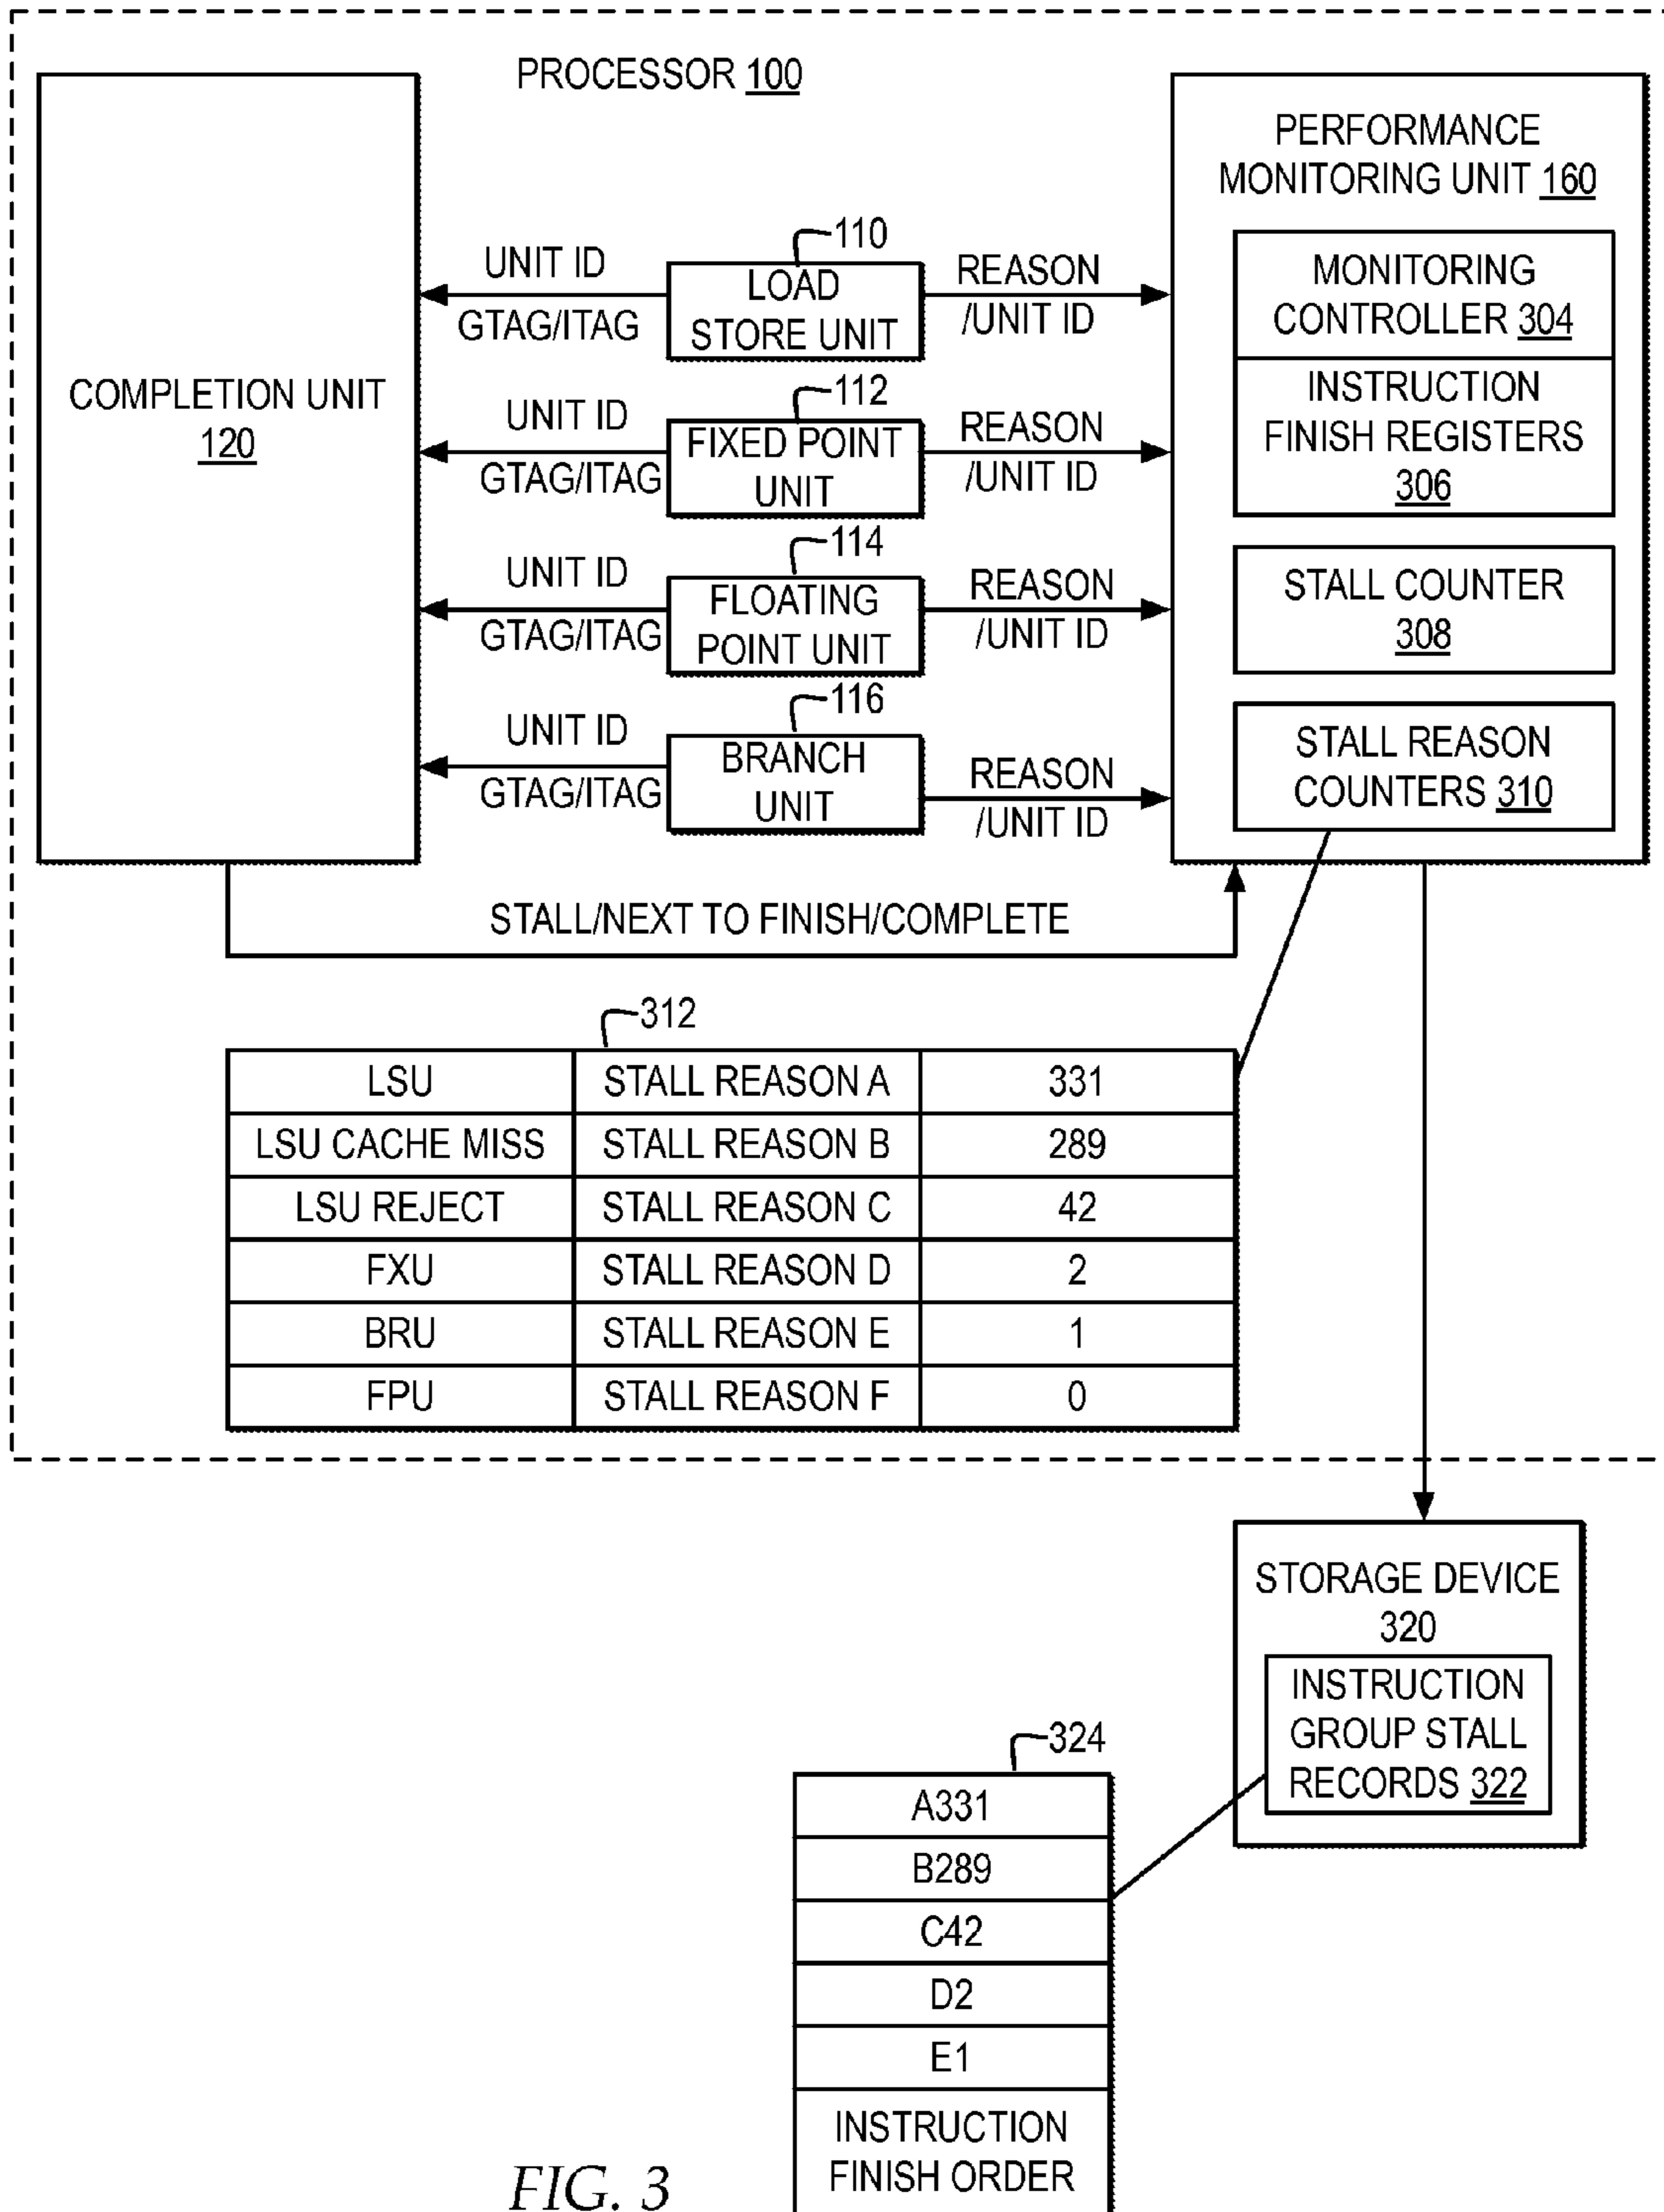 PROCESSOR 100
COMPLETION UNIT
120
UNIT ID
GTAG/ITAG
110
LOAD
STORE UNIT
REASON
/UNIT ID
UNIT ID
GTAG/ITAG
112
FIXED POINT
UNIT
REASON
/UNIT ID
UNIT ID
GTAG/ITAG
114
FLOATING
POINT UNIT
REASON
/UNIT ID
UNIT ID
GTAG/ITAG
116
BRANCH
UNIT
REASON
/UNIT ID
PERFORMANCE
MONITORING UNIT 160
MONITORING
CONTROLLER 304
INSTRUCTION
FINISH REGISTERS
306
STALL COUNTER
308
STALL REASON
COUNTERS 310
STALL/NEXT TO FINISH/COMPLETE
312
LSU STALL REASON A 331
LSU CACHE MISS STALL REASON B 289
LSU REJECT STALL REASON C 42
FXU STALL REASON D 2
BRU STALL REASON E 1
FPU STALL REASON F 0
STORAGE DEVICE
320
INSTRUCTION
GROUP STALL
RECORDS 322
324
A331
B289
C42
D2
E1
INSTRUCTION
FINISH ORDER
FIG. 3